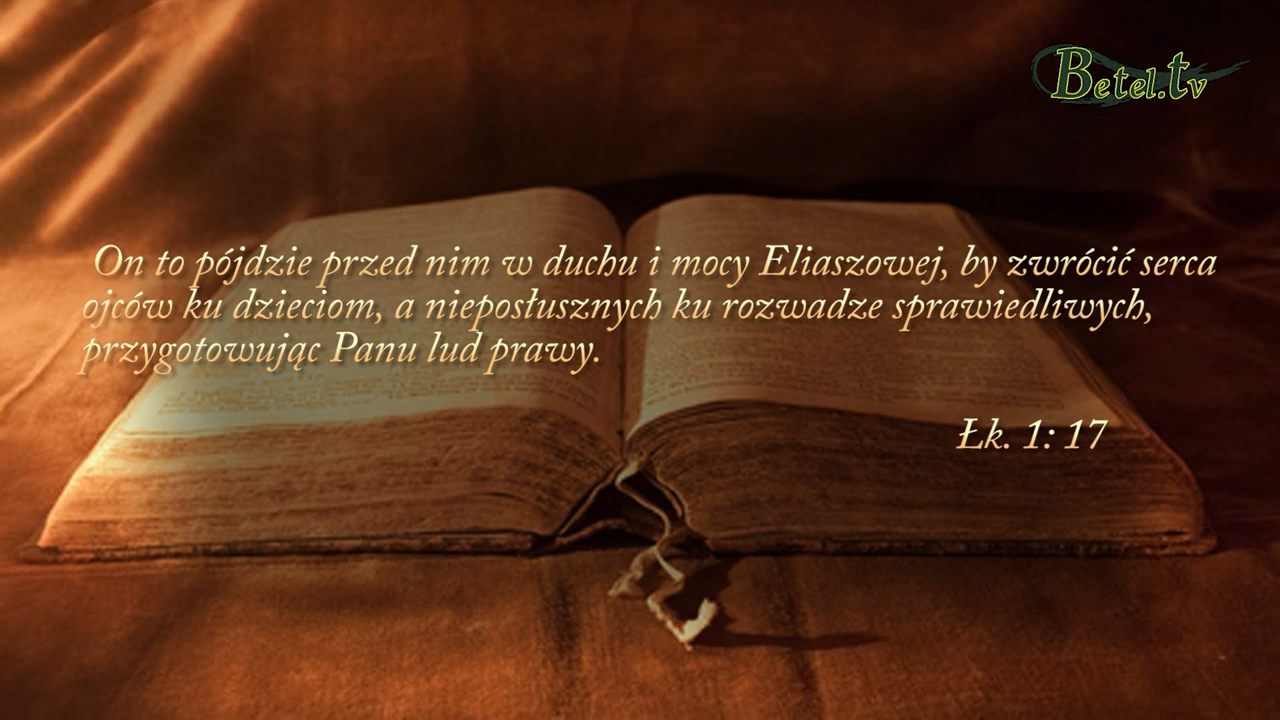 Betel.tv
On to pójdzie przed nim w duchu i mocy Eliaszowej, by zwrócić serca
ojców ku dzieciom, a nieposłusznych ku rozwadze sprawiedliwych,
przygotowując Panu lud prawy.
Łk. 1: 17